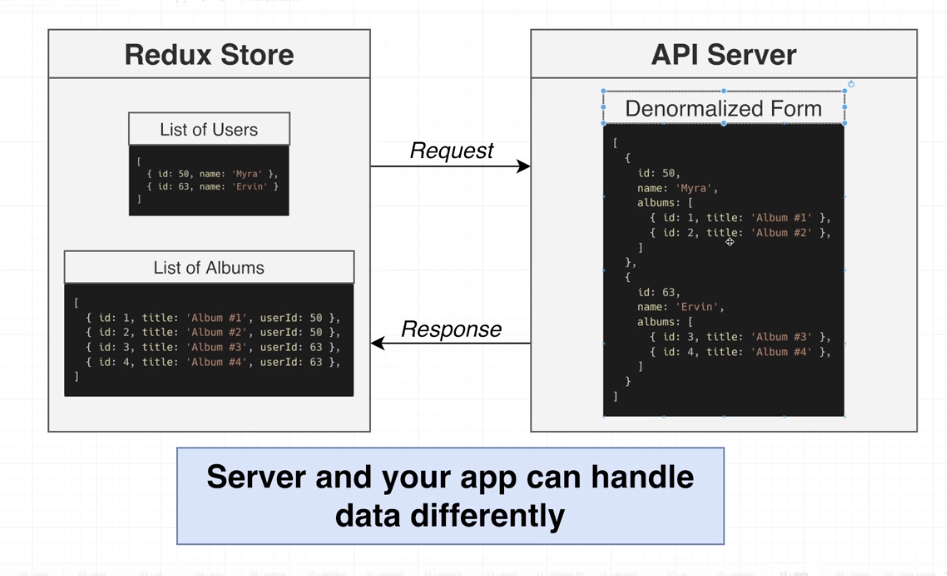 Redux Store
List of Users
[
{ id: 50, name: 'Myra' },
{ id: 63, name: 'Ervin' }
]
List of Albums
[
{ id: 1, title: 'Album #1', userId: 50 },
{ id: 2, title: 'Album #2', userId: 50 },
{ id: 3, title: 'Album #3', userId: 63 },
{ id: 4, title: 'Album #4', userId: 63 },
]
Request
Response
API Server
Denormalized Form
[
{
id: 50,
name: 'Myra',
albums: [
{ id: 1, title: 'Album #1' },
{ id: 2, title: 'Album #2' },
]
},
{
id: 63,
name: 'Ervin',
albums: [
{ id: 3, title: 'Album #3' },
{ id: 4, title: 'Album #4' },
]
}
]
Server and your app can handle
data differently